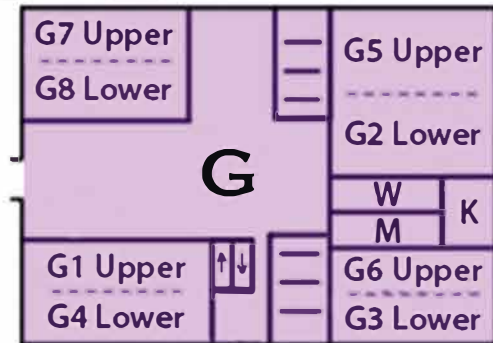 G7 Upper
G8 Lower
G5 Upper
G2 Lower
G
W
M
K
G1 Upper
G4 Lower
↑ ↓
G6 Upper
G3 Lower